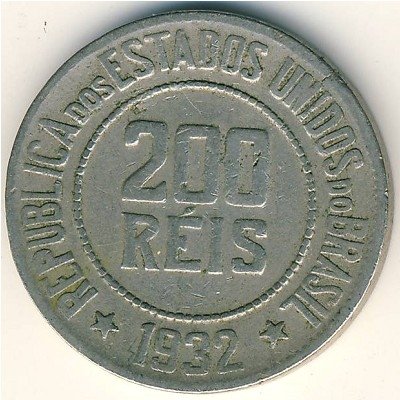 REPUBLICA DOS ESTADOS UNIDOS DO BRASIL
200
RÉIS
1932